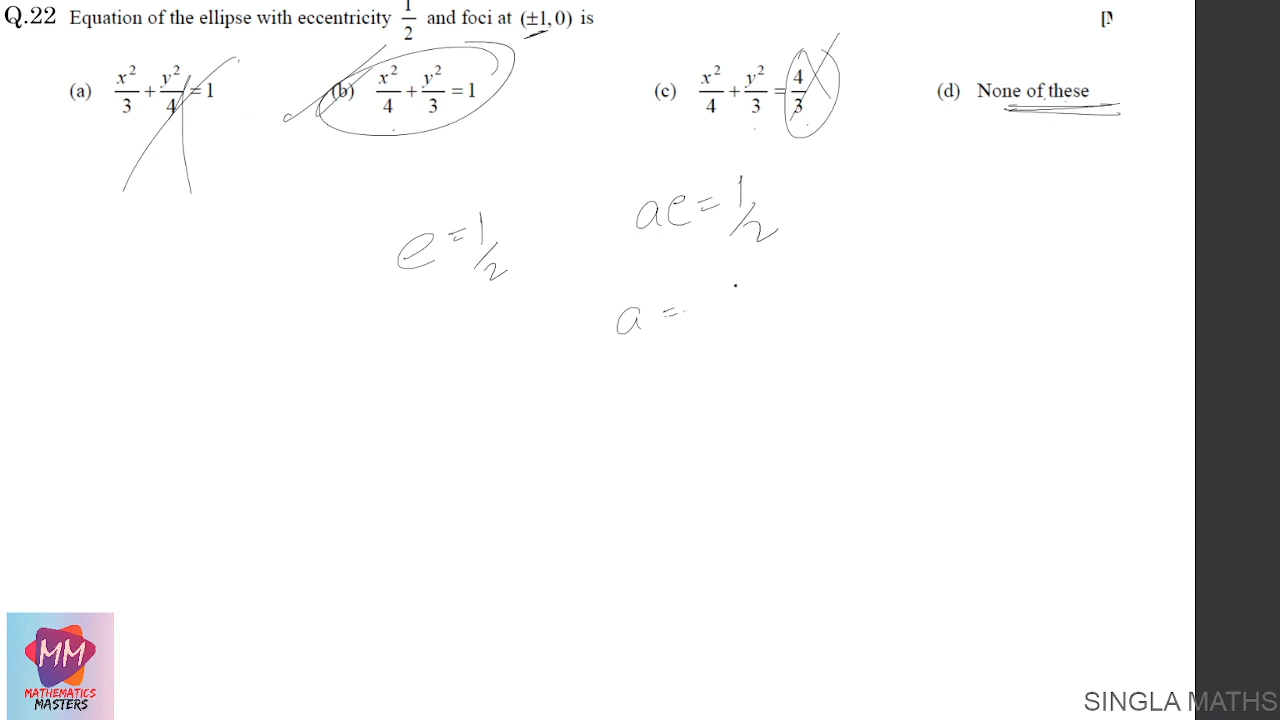 Q.22 Equation of the ellipse with eccentricity 1/2 and foci at (±1,0) is
(a) x²/3 + y²/4 = 1 (b) x²/4 + y²/3 = 1 (c) x²/4 + y²/3 = 4/3 (d) None of these
e = 1/2 ae = 1/2
a =
MM
MATHEMATICS
MASTERS
SINGLA MATHS